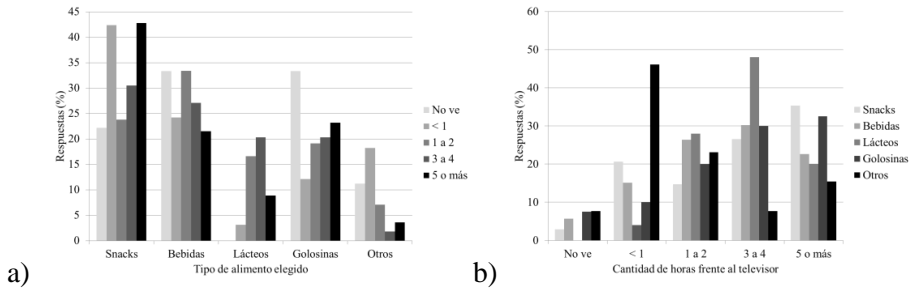 45
40
35
30
25
20
15
10
5
0
Respuestas (%)
Snacks Bebidas Lácteos Golosinas Otros
Tipo de alimento elegido
No ve
< 1
1 a 2
3 a 4
5 o más
a)
60
50
40
30
20
10
0
Respuestas (%)
No ve < 1 1 a 2 3 a 4 5 o más
Cantidad de horas frente al televisor
Snacks
Bebidas
Lácteos
Golosinas
Otros
b)